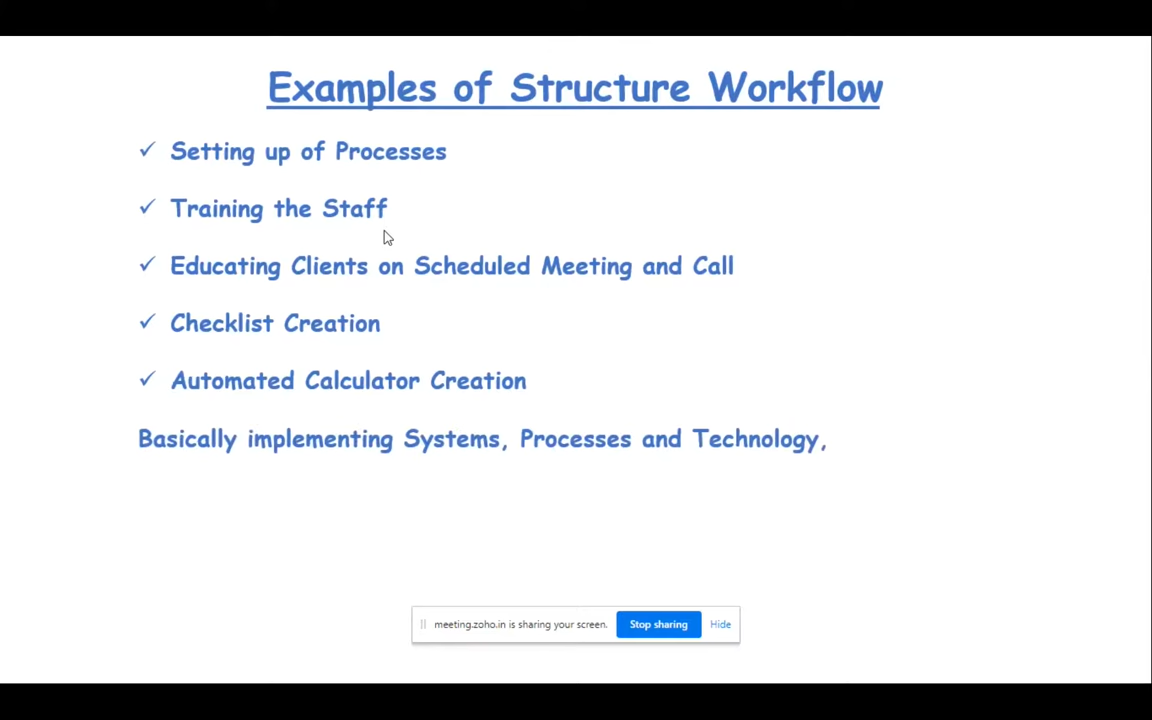 Examples of Structure Workflow
✓ Setting up of Processes
✓ Training the Staff
✓ Educating Clients on Scheduled Meeting and Call
✓ Checklist Creation
✓ Automated Calculator Creation
Basically implementing Systems, Processes and Technology,
meeting.zoho.in is sharing your screen. Stop sharing Hide